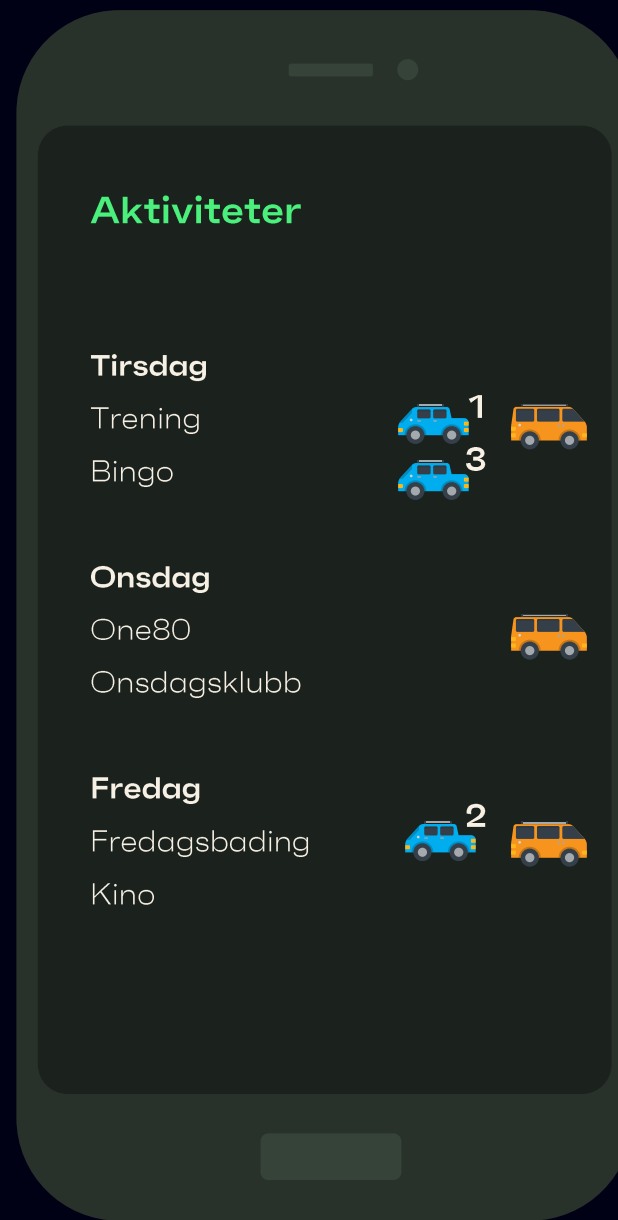 Aktiviteter
Tirsdag
Trening 1
Bingo 3
Onsdag
One80
Onsdagsklubb
Fredag
Fredagsbading 2
Kino